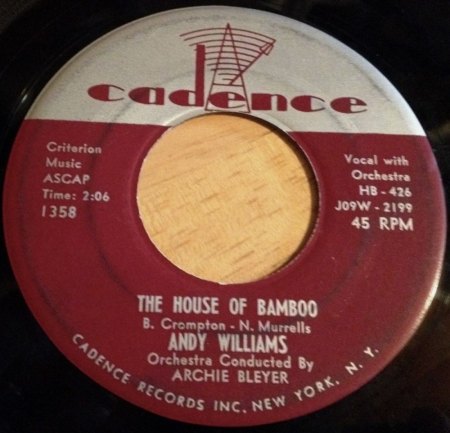 cadence
Criterion
Music
ASCAP
Time: 2:06
1358
Vocal with
Orchestra
HB - 426
J09W - 2199
45 RPM
THE HOUSE OF BAMBOO
B. Crompton - N. Murrells
ANDY WILLIAMS
Orchestra Conducted By
ARCHIE BLEYER
CADENCE RECORDS INC. NEW YORK, N. Y.